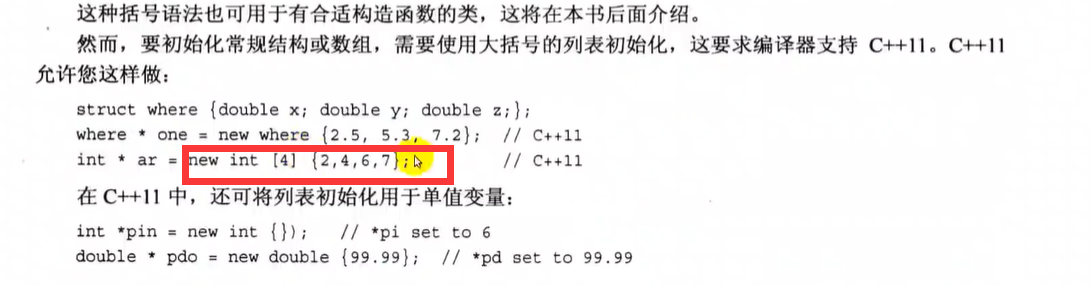 这种括号语法也可用于有合适构造函数的类，这将在本书后面介绍。
然而，要初始化常规结构或数组，需要使用大括号的列表初始化，这要求编译器支持 C++11。C++11
允许您这样做：
struct where {double x; double y; double z;};
where * one = new where {2.5, 5.3, 7.2}; // C++11
int * ar = new int [4] {2,4,6,7}; // C++11
在 C++11 中，还可将列表初始化用于单值变量：
int *pin = new int {}); // *pi set to 6
double * pdo = new double {99.99}; // *pd set to 99.99